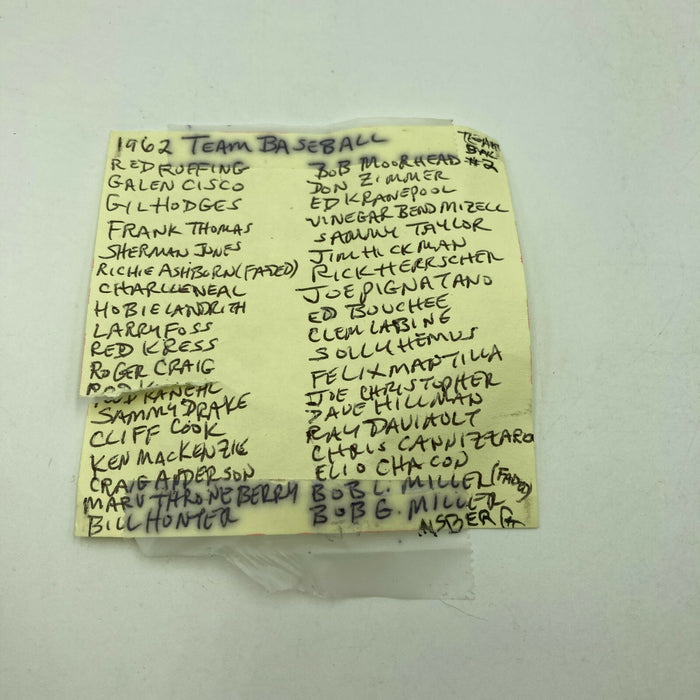 1962 TEAM BASEBALL
TEAM
BOX
#2
RED RUFFING
GALEN CISCO
GIL HODGES
FRANK THOMAS
SHERMAN JONES
RICHIE ASHBURN (FADED)
CHARLIE NEAL
HOBIE LANDRITH
LARRY FOSS
RED KRESS
ROGER CRAIG
ROD KANEHL
SAMMY DRAKE
CLIFF COOK
KEN MACKENZIE
CRAIG ANDERSON
MARV THRONEBERRY
BILL HUNTER
BOB MOORHEAD
DON ZIMMER
ED KRANEPOOL
VINEGAR BEND MIZELL
SAMMY TAYLOR
JIM HICKMAN
RICK HERRSCHER
JOE PIGNATANO
ED BOUCHEE
CLEM LABINE
SOLLY HEMUS
FELIX MANTILLA
JOE CHRISTOPHER
DAVE HILLMAN
RAY DAVIAULT
CHRIS CANNIZZARO
ELIO CHACON
BOB L. MILLER (FADED)
BOB G. MILLER